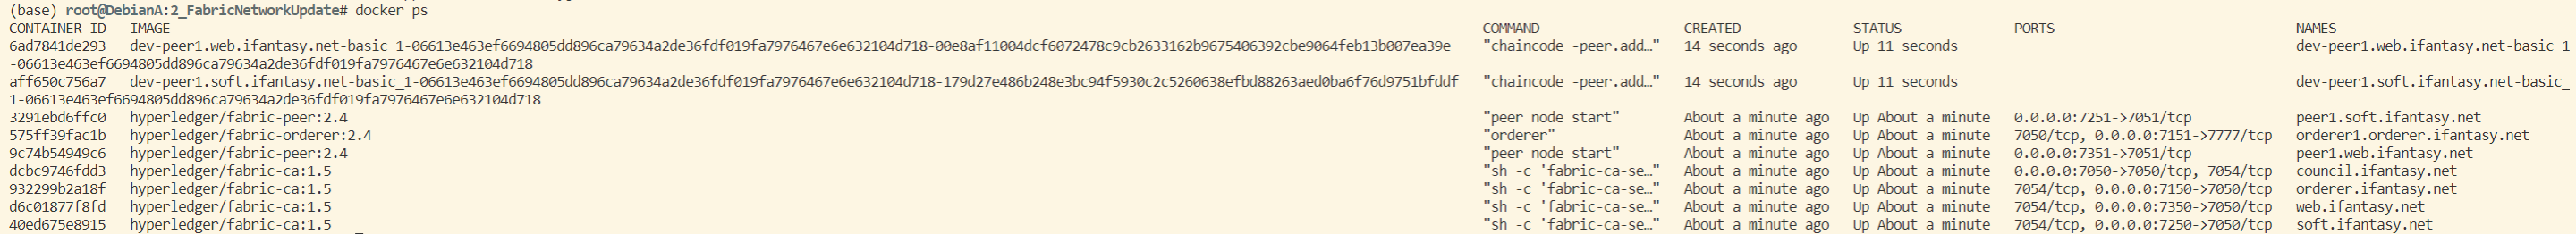 (base) root@DebianA:2_FabricNetworkUpdate# docker ps
CONTAINER ID   IMAGE   COMMAND   CREATED   STATUS   PORTS   NAMES
6ad7841de293   dev-peer1.web.ifantasy.net-basic_1-06613e463ef6694805dd896ca79634a2de36fdf019fa7976467e6e632104d718-00e8af11004dcf6072478c9cb2633162b9675406392cbe9064feb13b007ea39e   "chaincode -peer.add…"   14 seconds ago   Up 11 seconds   dev-peer1.web.ifantasy.net-basic_1
-06613e463ef6694805dd896ca79634a2de36fdf019fa7976467e6e632104d718
aff650c756a7   dev-peer1.soft.ifantasy.net-basic_1-06613e463ef6694805dd896ca79634a2de36fdf019fa7976467e6e632104d718-179d27e486b248e3bc94f5930c2c5260638efbd88263aed0ba6f76d9751bfddf   "chaincode -peer.add…"   14 seconds ago   Up 11 seconds   dev-peer1.soft.ifantasy.net-basic_
1-06613e463ef6694805dd896ca79634a2de36fdf019fa7976467e6e632104d718
3291ebd6ffc0   hyperledger/fabric-peer:2.4   "peer node start"   About a minute ago   Up About a minute   0.0.0.0:7251->7051/tcp   peer1.soft.ifantasy.net
575ff39fac1b   hyperledger/fabric-orderer:2.4   "orderer"   About a minute ago   Up About a minute   7050/tcp, 0.0.0.0:7151->7777/tcp   orderer1.orderer.ifantasy.net
9c74b54949c6   hyperledger/fabric-peer:2.4   "peer node start"   About a minute ago   Up About a minute   0.0.0.0:7351->7051/tcp   peer1.web.ifantasy.net
dcbc9746fdd3   hyperledger/fabric-ca:1.5   "sh -c 'fabric-ca-se…"   About a minute ago   Up About a minute   0.0.0.0:7050->7050/tcp, 7054/tcp   council.ifantasy.net
932299b2a18f   hyperledger/fabric-ca:1.5   "sh -c 'fabric-ca-se…"   About a minute ago   Up About a minute   7054/tcp, 0.0.0.0:7150->7050/tcp   orderer.ifantasy.net
d6c01877f8fd   hyperledger/fabric-ca:1.5   "sh -c 'fabric-ca-se…"   About a minute ago   Up About a minute   7054/tcp, 0.0.0.0:7350->7050/tcp   web.ifantasy.net
40ed675e8915   hyperledger/fabric-ca:1.5   "sh -c 'fabric-ca-se…"   About a minute ago   Up About a minute   7054/tcp, 0.0.0.0:7250->7050/tcp   soft.ifantasy.net